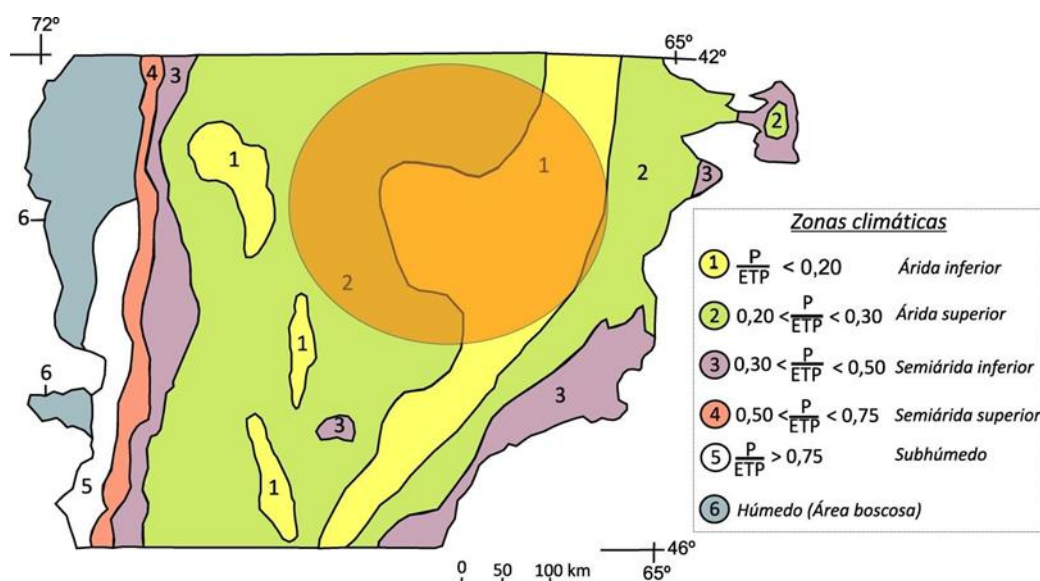 72º
65º
42º
4
3
1
1
2
2
3
6
2
1
6
3
3
5
1
Zonas climáticas
1 P/ETP < 0,20 Árida inferior
2 0,20 < P/ETP < 0,30 Árida superior
3 0,30 < P/ETP < 0,50 Semiárida inferior
4 0,50 < P/ETP < 0,75 Semiárida superior
5 P/ETP > 0,75 Subhúmedo
6 Húmedo (Área boscosa)
46º
65º
0 50 100 km